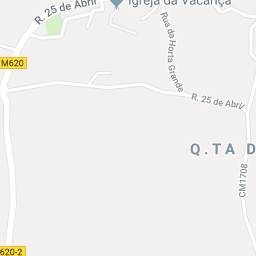 Igreja da Vacariça
R. 25 de Abril
Rua da Horta Grande
M620
R. 25 de Abril
Q.TA D
CM1708
620-2